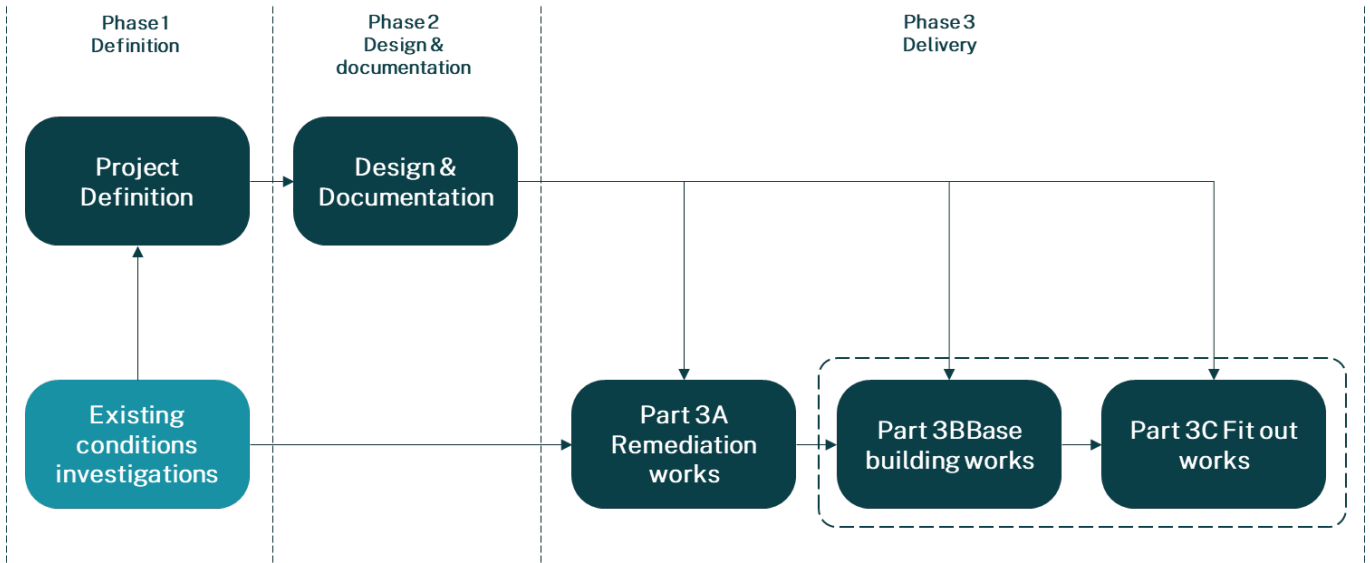 Phase 1
Definition
Phase 2
Design &
documentation
Phase 3
Delivery
Project
Definition
Design &
Documentation
Existing
conditions
investigations
Part 3A
Remediation
works
Part 3BBase
building works
Part 3C Fit out
works